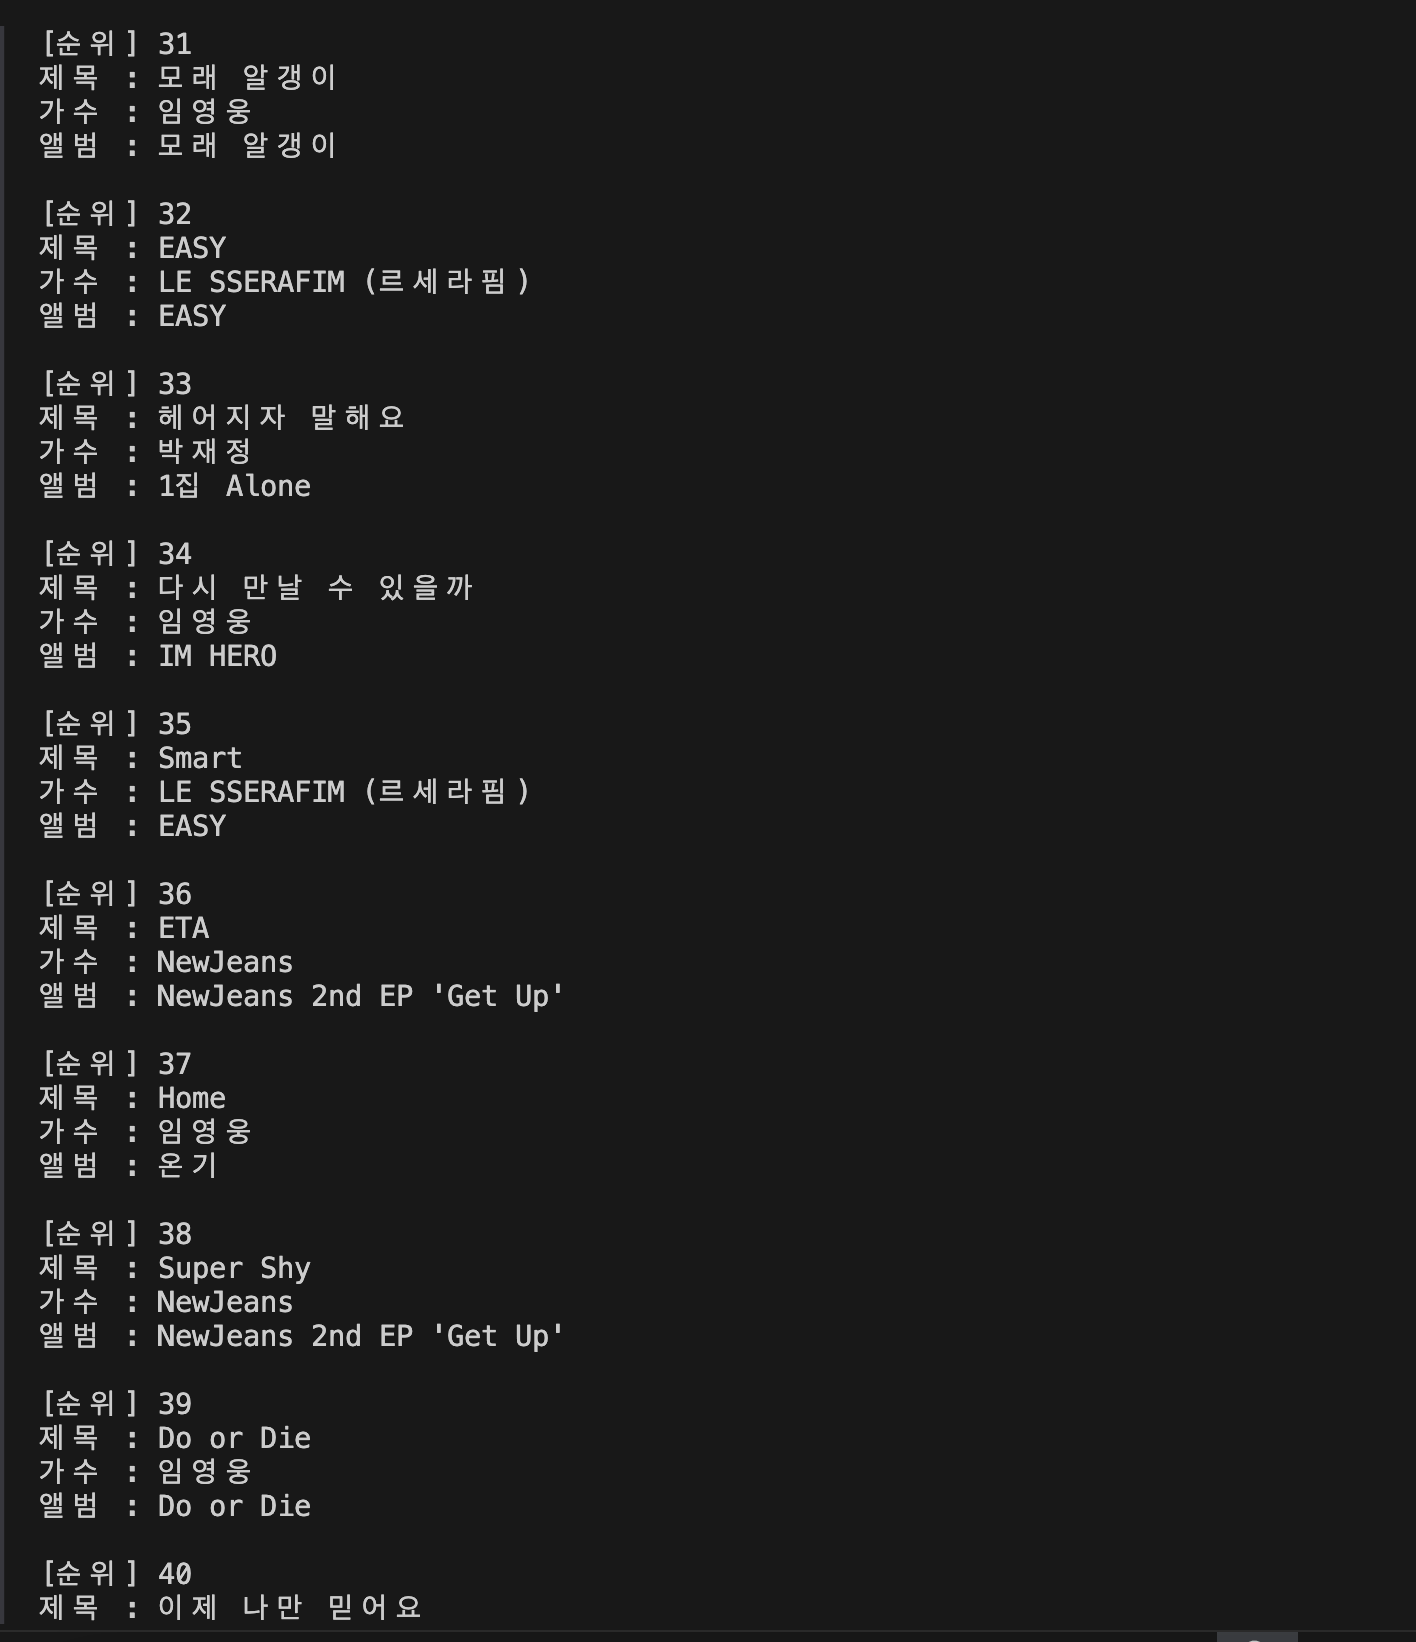 [순위] 31
제목 : 모래 알갱이
가수 : 임영웅
앨범 : 모래 알갱이
[순위] 32
제목 : EASY
가수 : LE SSERAFIM (르세라핌)
앨범 : EASY
[순위] 33
제목 : 헤어지자 말해요
가수 : 박재정
앨범 : 1집 Alone
[순위] 34
제목 : 다시 만날 수 있을까
가수 : 임영웅
앨범 : IM HERO
[순위] 35
제목 : Smart
가수 : LE SSERAFIM (르세라핌)
앨범 : EASY
[순위] 36
제목 : ETA
가수 : NewJeans
앨범 : NewJeans 2nd EP 'Get Up'
[순위] 37
제목 : Home
가수 : 임영웅
앨범 : 온기
[순위] 38
제목 : Super Shy
가수 : NewJeans
앨범 : NewJeans 2nd EP 'Get Up'
[순위] 39
제목 : Do or Die
가수 : 임영웅
앨범 : Do or Die
[순위] 40
제목 : 이제 나만 믿어요